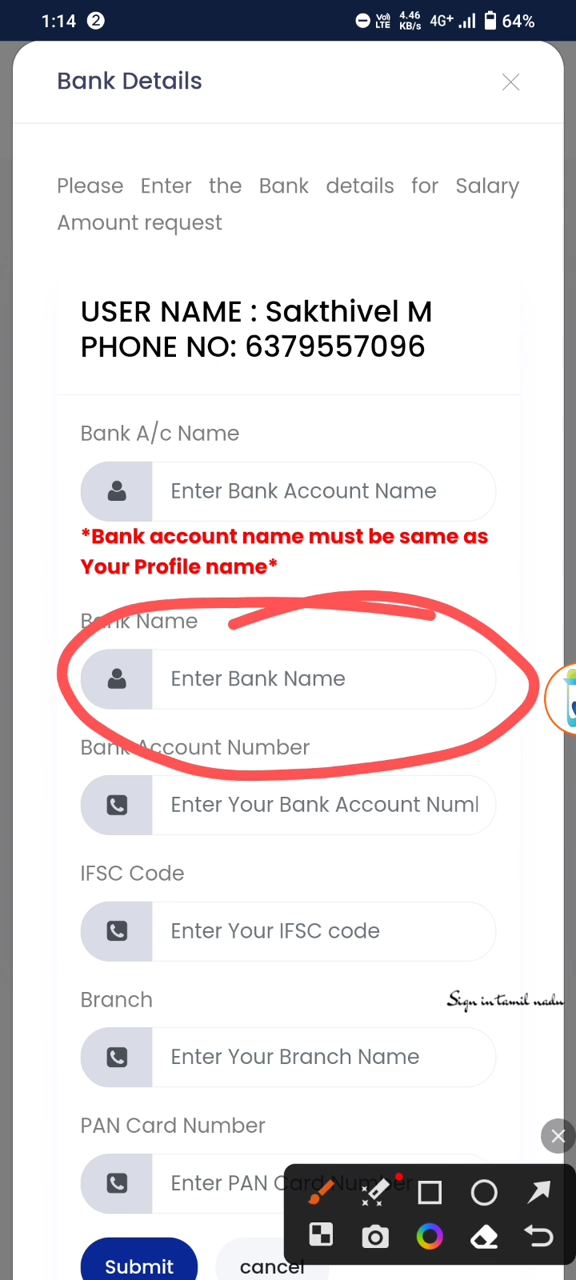 1:14 2 Vo) LTE 4.46 KB/s 4G+ 64%
Bank Details
Please Enter the Bank details for Salary
Amount request
USER NAME : Sakthivel M
PHONE NO: 6379557096
Bank A/c Name
Enter Bank Account Name
*Bank account name must be same as
Your Profile name*
Bank Name
Enter Bank Name
Bank Account Number
Enter Your Bank Account Num
IFSC Code
Enter Your IFSC code
Branch
Sign in tamil nadu
Enter Your Branch Name
PAN Card Number
Enter PAN Card Number
Submit cancel